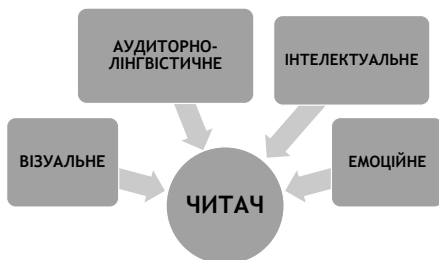 АУДИТОРНО-
ЛІНГВІСТИЧНЕ
ІНТЕЛЕКТУАЛЬНЕ
ВІЗУАЛЬНЕ
ЕМОЦІЙНЕ
ЧИТАЧ